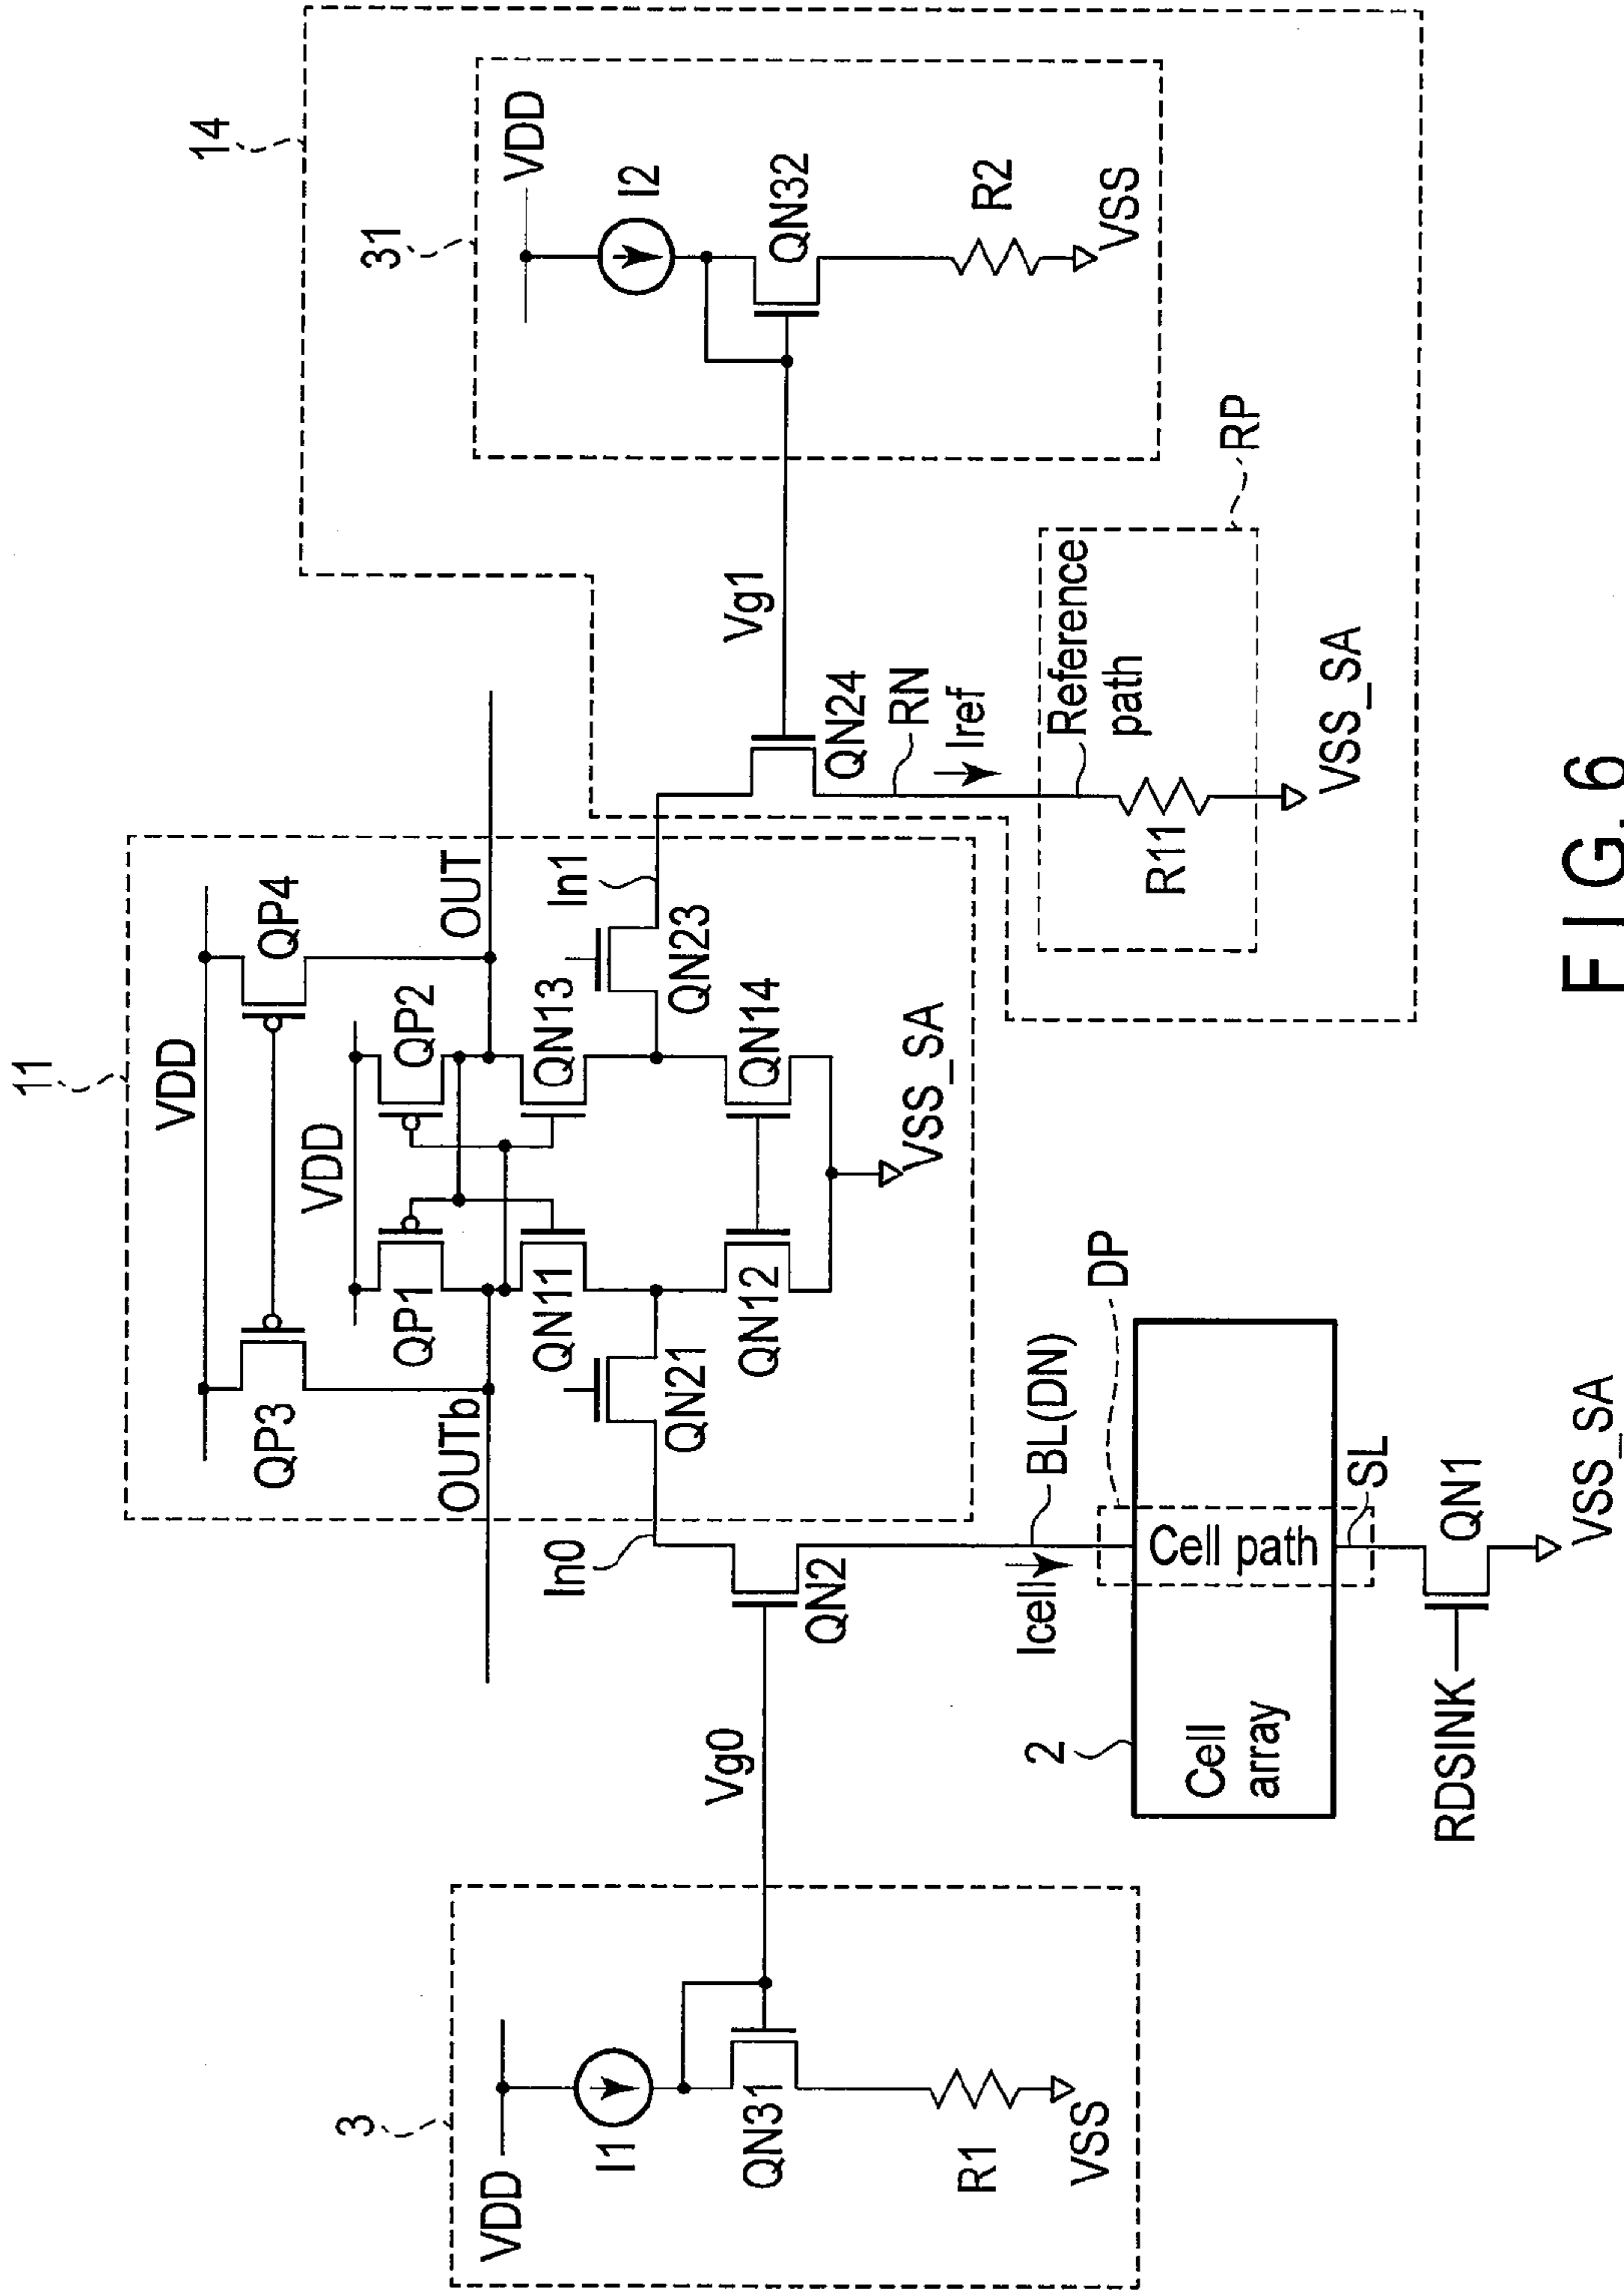 14
11
31
3
VDD
I2
QN32
R2
VSS
VDD
QP3
QP4
VDD
QP1
QP2
OUTb
OUT
QN11
QN13
QN21
QN23
QN12
QN14
VSS_SA
In0
In1
Vg1
QN24
RN
Iref
Reference
path
R11
RP
VSS_SA
VDD
I1
QN31
R1
VSS
Vg0
QN2
BL(DN)
Icell
DP
2
Cell
array
Cell path
SL
RDSINK
QN1
VSS_SA
FIG. 6